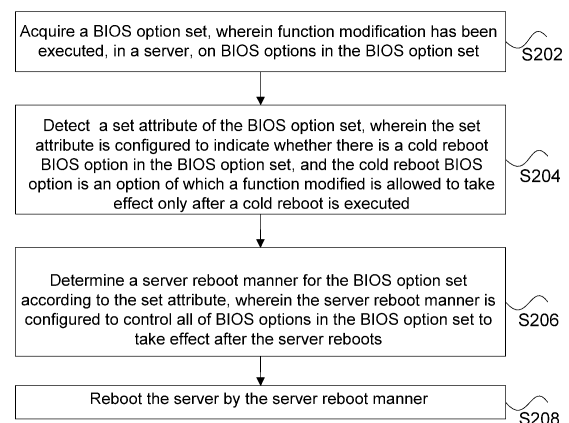 Acquire a BIOS option set, wherein function modification has been
executed, in a server, on BIOS options in the BIOS option set
S202
Detect a set attribute of the BIOS option set, wherein the set
attribute is configured to indicate whether there is a cold reboot
BIOS option in the BIOS option set, and the cold reboot BIOS
option is an option of which a function modified is allowed to take
effect only after a cold reboot is executed
S204
Determine a server reboot manner for the BIOS option set
according to the set attribute, wherein the server reboot manner is
configured to control all of BIOS options in the BIOS option set to
take effect after the server reboots
S206
Reboot the server by the server reboot manner
S208